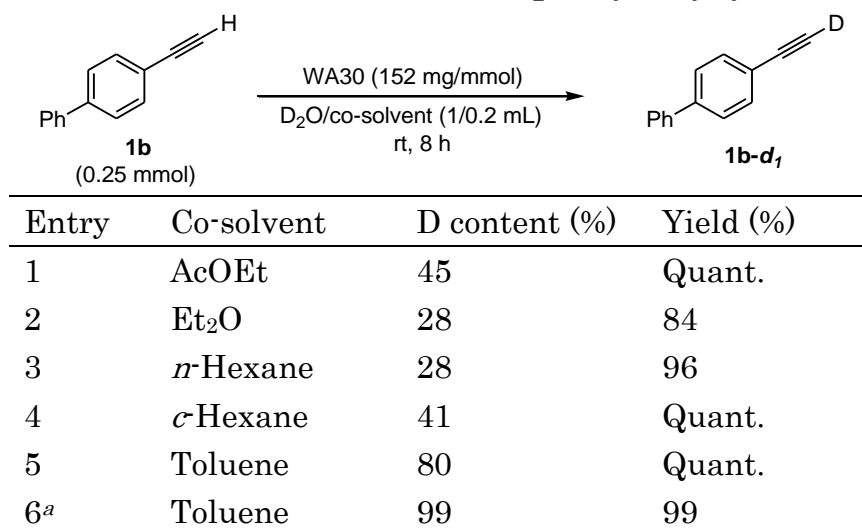 H
D
WA30 (152 mg/mmol)
D₂O/co-solvent (1/0.2 mL)
rt, 8 h
Ph
Ph
1b
(0.25 mmol)
1b-d₁
Entry Co-solvent D content (%) Yield (%)
1 AcOEt 45 Quant.
2 Et₂O 28 84
3 n-Hexane 28 96
4 c-Hexane 41 Quant.
5 Toluene 80 Quant.
6ᵃ Toluene 99 99